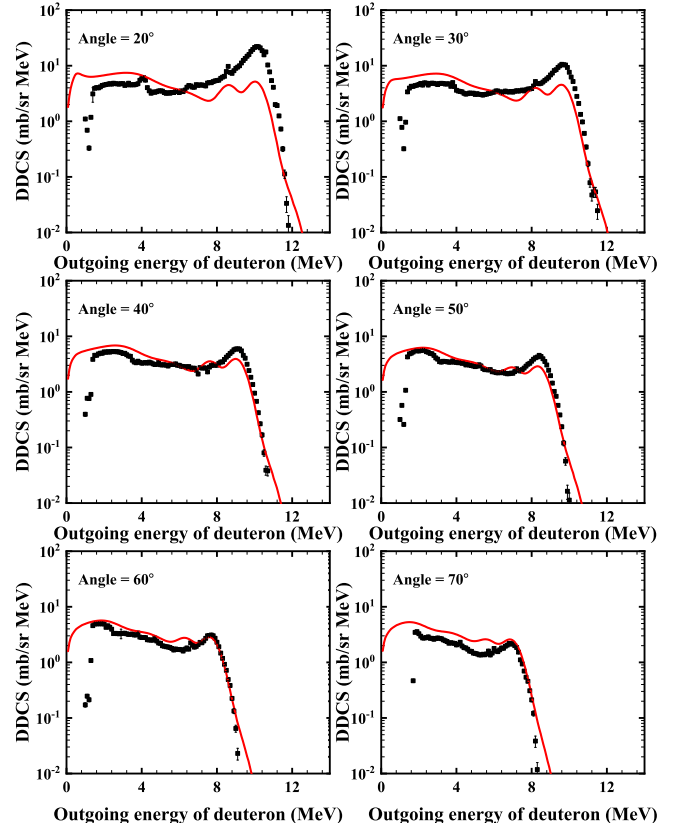 10²
10¹
10⁰
10⁻¹
10⁻²
DDCS (mb/sr MeV)
Angle = 20°
0 4 8 12
Outgoing energy of deuteron (MeV)
10²
10¹
10⁰
10⁻¹
10⁻²
DDCS (mb/sr MeV)
Angle = 30°
0 4 8 12
Outgoing energy of deuteron (MeV)
10²
10¹
10⁰
10⁻¹
10⁻²
DDCS (mb/sr MeV)
Angle = 40°
0 4 8 12
Outgoing energy of deuteron (MeV)
10²
10¹
10⁰
10⁻¹
10⁻²
DDCS (mb/sr MeV)
Angle = 50°
0 4 8 12
Outgoing energy of deuteron (MeV)
10²
10¹
10⁰
10⁻¹
10⁻²
DDCS (mb/sr MeV)
Angle = 60°
0 4 8 12
Outgoing energy of deuteron (MeV)
10²
10¹
10⁰
10⁻¹
10⁻²
DDCS (mb/sr MeV)
Angle = 70°
0 4 8 12
Outgoing energy of deuteron (MeV)